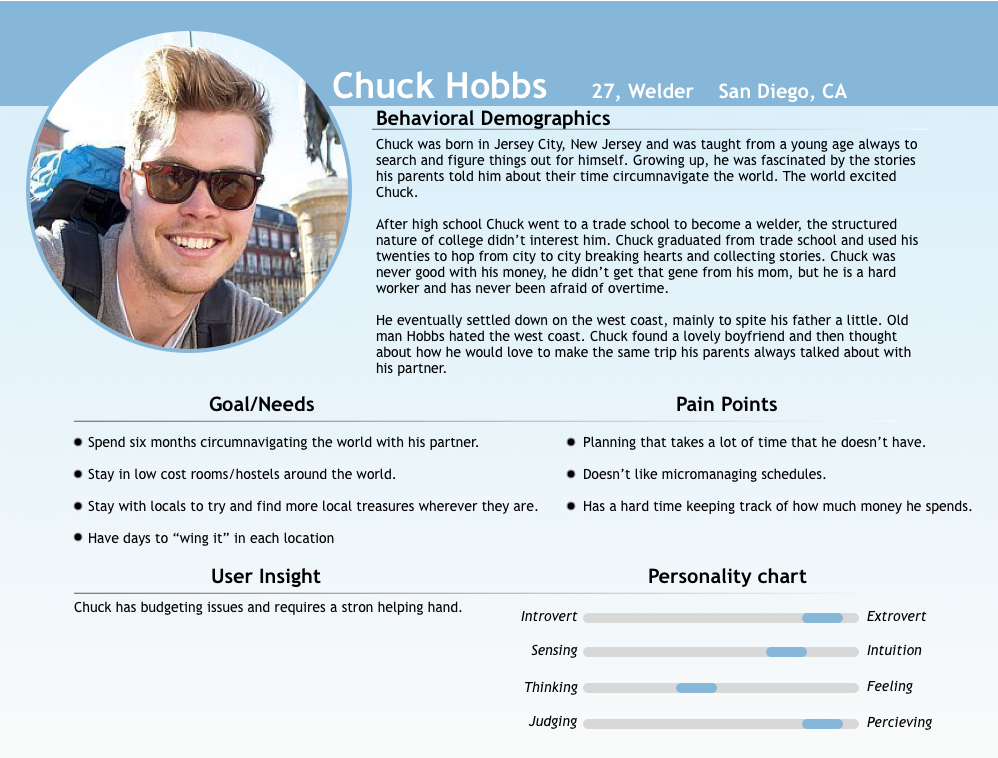 Chuck Hobbs 27, Welder San Diego, CA
Behavioral Demographics
Chuck was born in Jersey City, New Jersey and was taught from a young age always to
search and figure things out for himself. Growing up, he was fascinated by the stories
his parents told him about their time circumnavigate the world. The world excited
Chuck.
After high school Chuck went to a trade school to become a welder, the structured
nature of college didn’t interest him. Chuck graduated from trade school and used his
twenties to hop from city to city breaking hearts and collecting stories. Chuck was
never good with his money, he didn’t get that gene from his mom, but he is a hard
worker and has never been afraid of overtime.
He eventually settled down on the west coast, mainly to spite his father a little. Old
man Hobbs hated the west coast. Chuck found a lovely boyfriend and then thought
about how he would love to make the same trip his parents always talked about with
his partner.
Goal/Needs
Spend six months circumnavigating the world with his partner.
Stay in low cost rooms/hostels around the world.
Stay with locals to try and find more local treasures wherever they are.
Have days to “wing it” in each location
Pain Points
Planning that takes a lot of time that he doesn’t have.
Doesn’t like micromanaging schedules.
Has a hard time keeping track of how much money he spends.
User Insight
Chuck has budgeting issues and requires a stron helping hand.
Personality chart
Introvert Extrovert
Sensing Intuition
Thinking Feeling
Judging Percieving